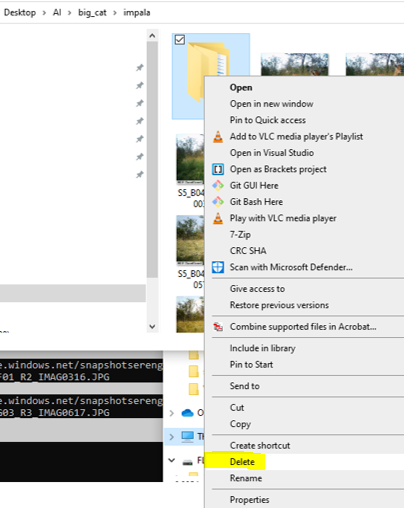 Desktop > AI > big_cat > impala
Open
Open in new window
Pin to Quick access
Add to VLC media player's Playlist
Open in Visual Studio
Open as Brackets project
Git GUI Here
Git Bash Here
Play with VLC media player
7-Zip
CRC SHA
Scan with Microsoft Defender...
Give access to
Restore previous versions
Combine supported files in Acrobat...
Include in library
Pin to Start
Send to
Cut
Copy
Create shortcut
Delete
Rename
Properties
S5_B04
003
S5_B04
057
e.windows.net/snapshotsereng
F01_R2_IMAG0316.JPG
e.windows.net/snapshotsereng
G03_R3_IMAG0617.JPG
O
TH
FL